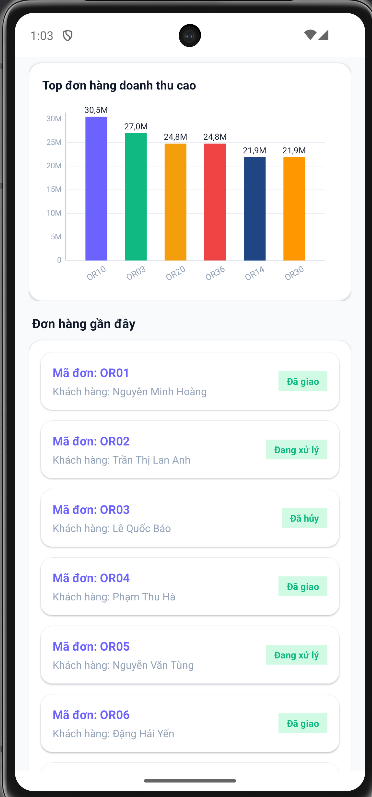 1:03
Top đơn hàng doanh thu cao
30,5M
27,0M
24,8M
24,8M
21,9M
21,9M
30M
25M
20M
15M
10M
5M
0
OR10
OR03
OR20
OR36
OR14
OR30
Đơn hàng gần đây
Mã đơn: OR01
Khách hàng: Nguyễn Minh Hoàng
Đã giao
Mã đơn: OR02
Khách hàng: Trần Thị Lan Anh
Đang xử lý
Mã đơn: OR03
Khách hàng: Lê Quốc Bảo
Đã hủy
Mã đơn: OR04
Khách hàng: Phạm Thu Hà
Đã giao
Mã đơn: OR05
Khách hàng: Nguyễn Văn Tùng
Đang xử lý
Mã đơn: OR06
Khách hàng: Đặng Hải Yến
Đã giao